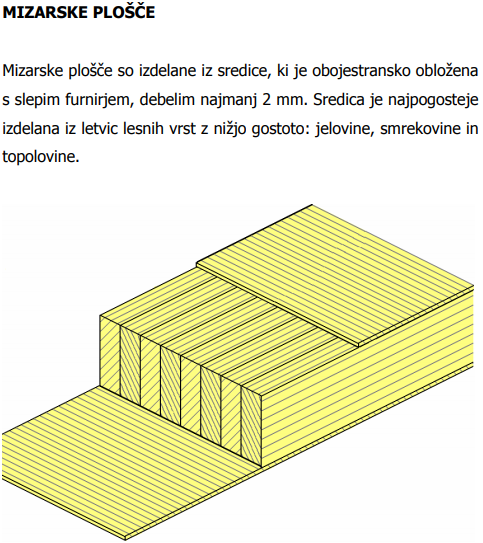 MIZARSKE PLOŠČE
Mizarske plošče so izdelane iz sredice, ki je obojestransko obložena
s slepim furnirjem, debelim najmanj 2 mm. Sredica je najpogosteje
izdelana iz letvic lesnih vrst z nižjo gostoto: jelovine, smrekovine in
topolovine.